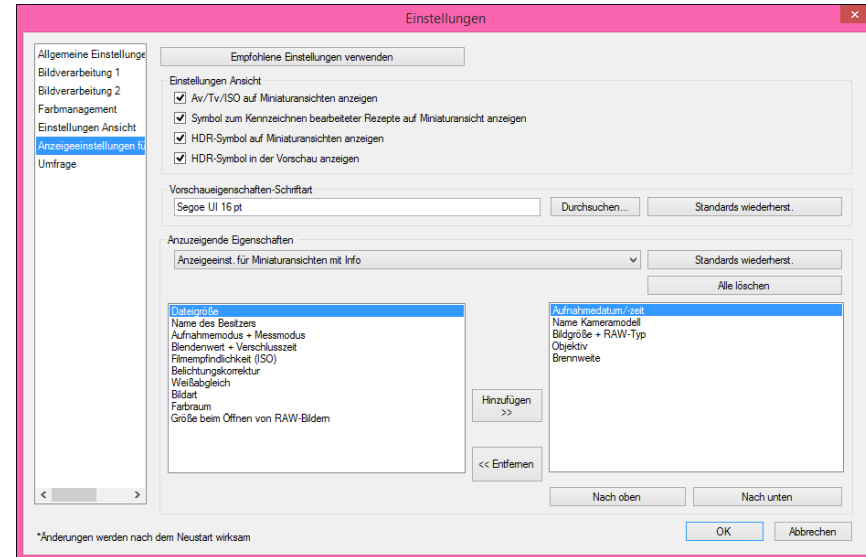 Einstellungen
Allgemeine Einstellunge
Bildverarbeitung 1
Bildverarbeitung 2
Farbmanagement
Einstellungen Ansicht
Anzeigeeinstellungen fü
Umfrage
Empfohlene Einstellungen verwenden
Einstellungen Ansicht
Av/Tv/ISO auf Miniaturansichten anzeigen
Symbol zum Kennzeichnen bearbeiteter Rezepte auf Miniaturansicht anzeigen
HDR-Symbol auf Miniaturansichten anzeigen
HDR-Symbol in der Vorschau anzeigen
Vorschaueigenschaften-Schriftart
Segoe UI 16 pt
Durchsuchen...
Standards wiederherst.
Anzuzeigende Eigenschaften
Anzeigeeinst. für Miniaturansichten mit Info
Standards wiederherst.
Alle löschen
Dateigröße
Name des Besitzers
Aufnahmemodus + Messmodus
Blendenwert + Verschlusszeit
Filmempfindlichkeit (ISO)
Belichtungskorrektur
Weißabgleich
Bildart
Farbraum
Größe beim Öffnen von RAW-Bildern
Hinzufügen
>>
<< Entfernen
Aufnahmedatum/-zeit
Name Kameramodell
Bildgröße + RAW-Typ
Objektiv
Brennweite
Nach oben
Nach unten
*Änderungen werden nach dem Neustart wirksam
OK
Abbrechen